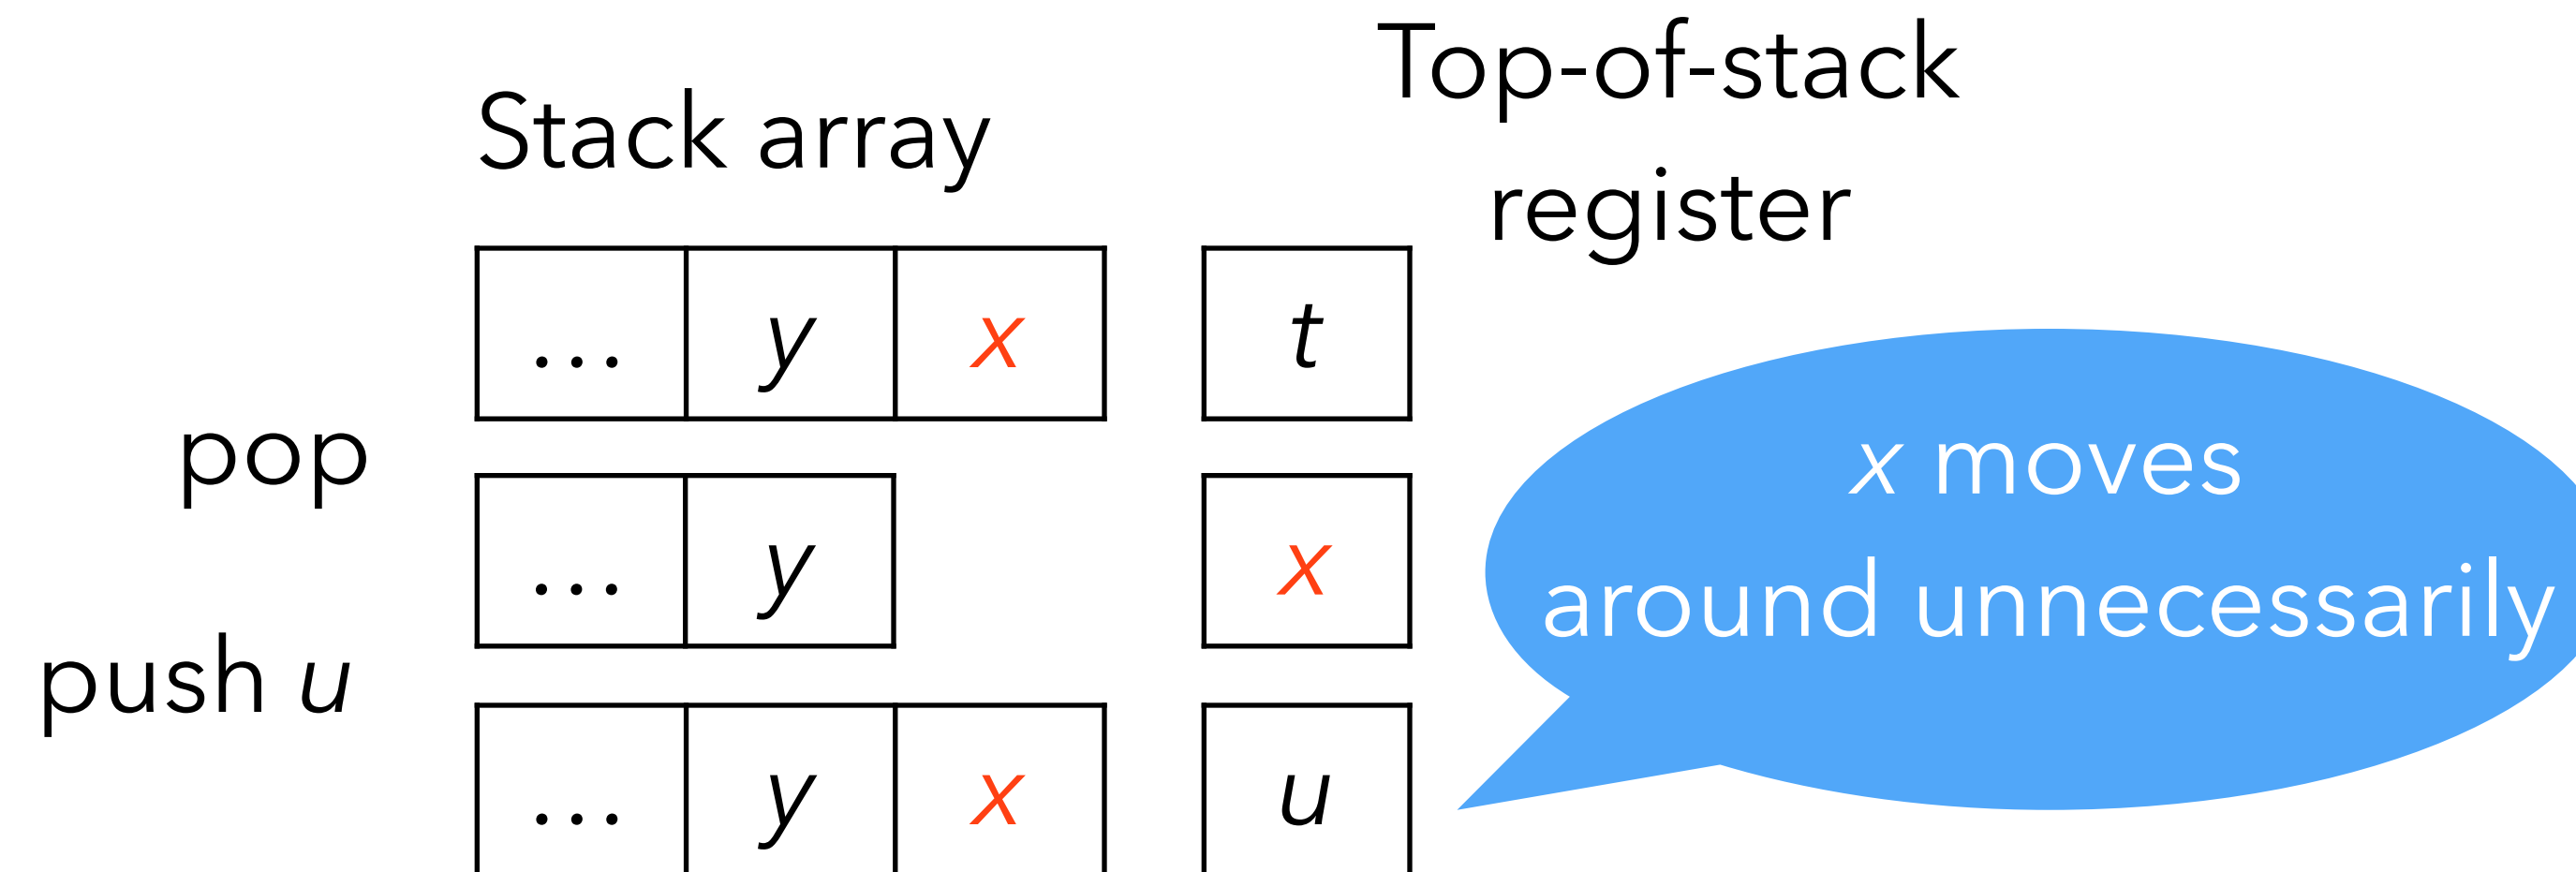 Top-of-stack
register
Stack array
… y x t
pop
… y x
push u
… y x u
x moves
around unnecessarily